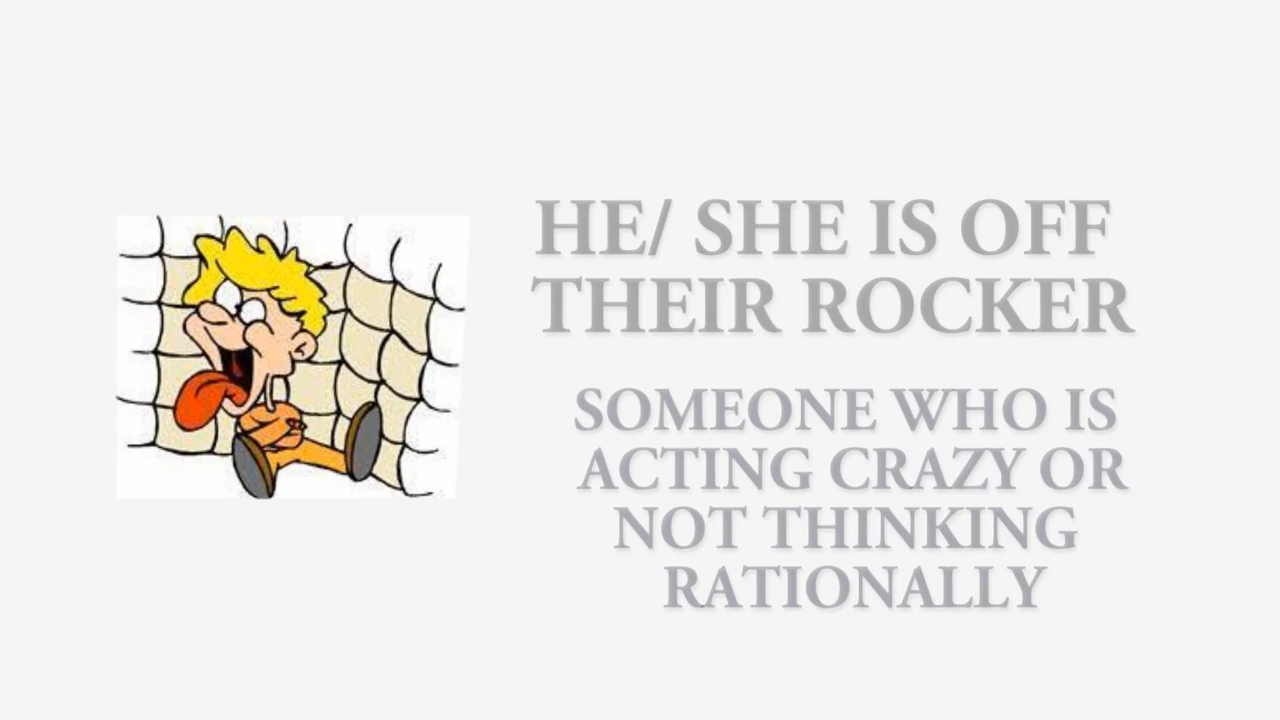 HE/ SHE IS OFF
THEIR ROCKER
SOMEONE WHO IS
ACTING CRAZY OR
NOT THINKING
RATIONALLY